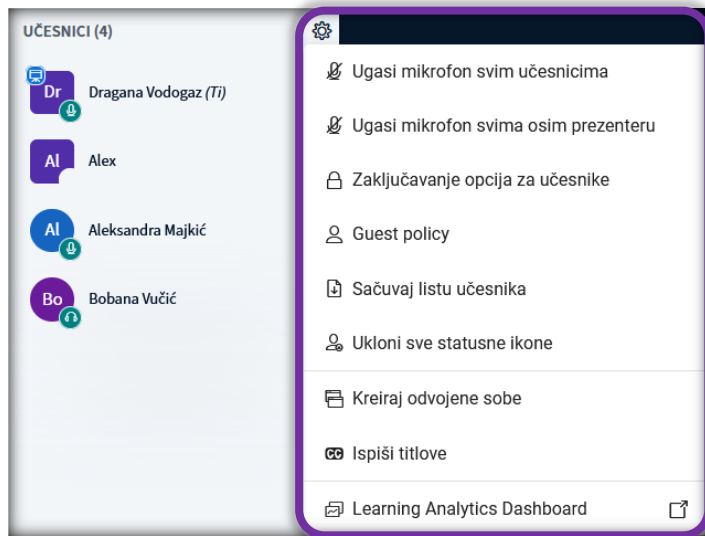 UČESNICI (4)
Dr
Dragana Vodogaz (Ti)
Al
Alex
Al
Aleksandra Majkić
Bo
Bobana Vučić
Ugasi mikrofon svim učesnicima
Ugasi mikrofon svima osim prezenteru
Zaključavanje opcija za učesnike
Guest policy
Sačuvaj listu učesnika
Ukloni sve statusne ikone
Kreiraj odvojene sobe
CC Ispiši titlove
Learning Analytics Dashboard